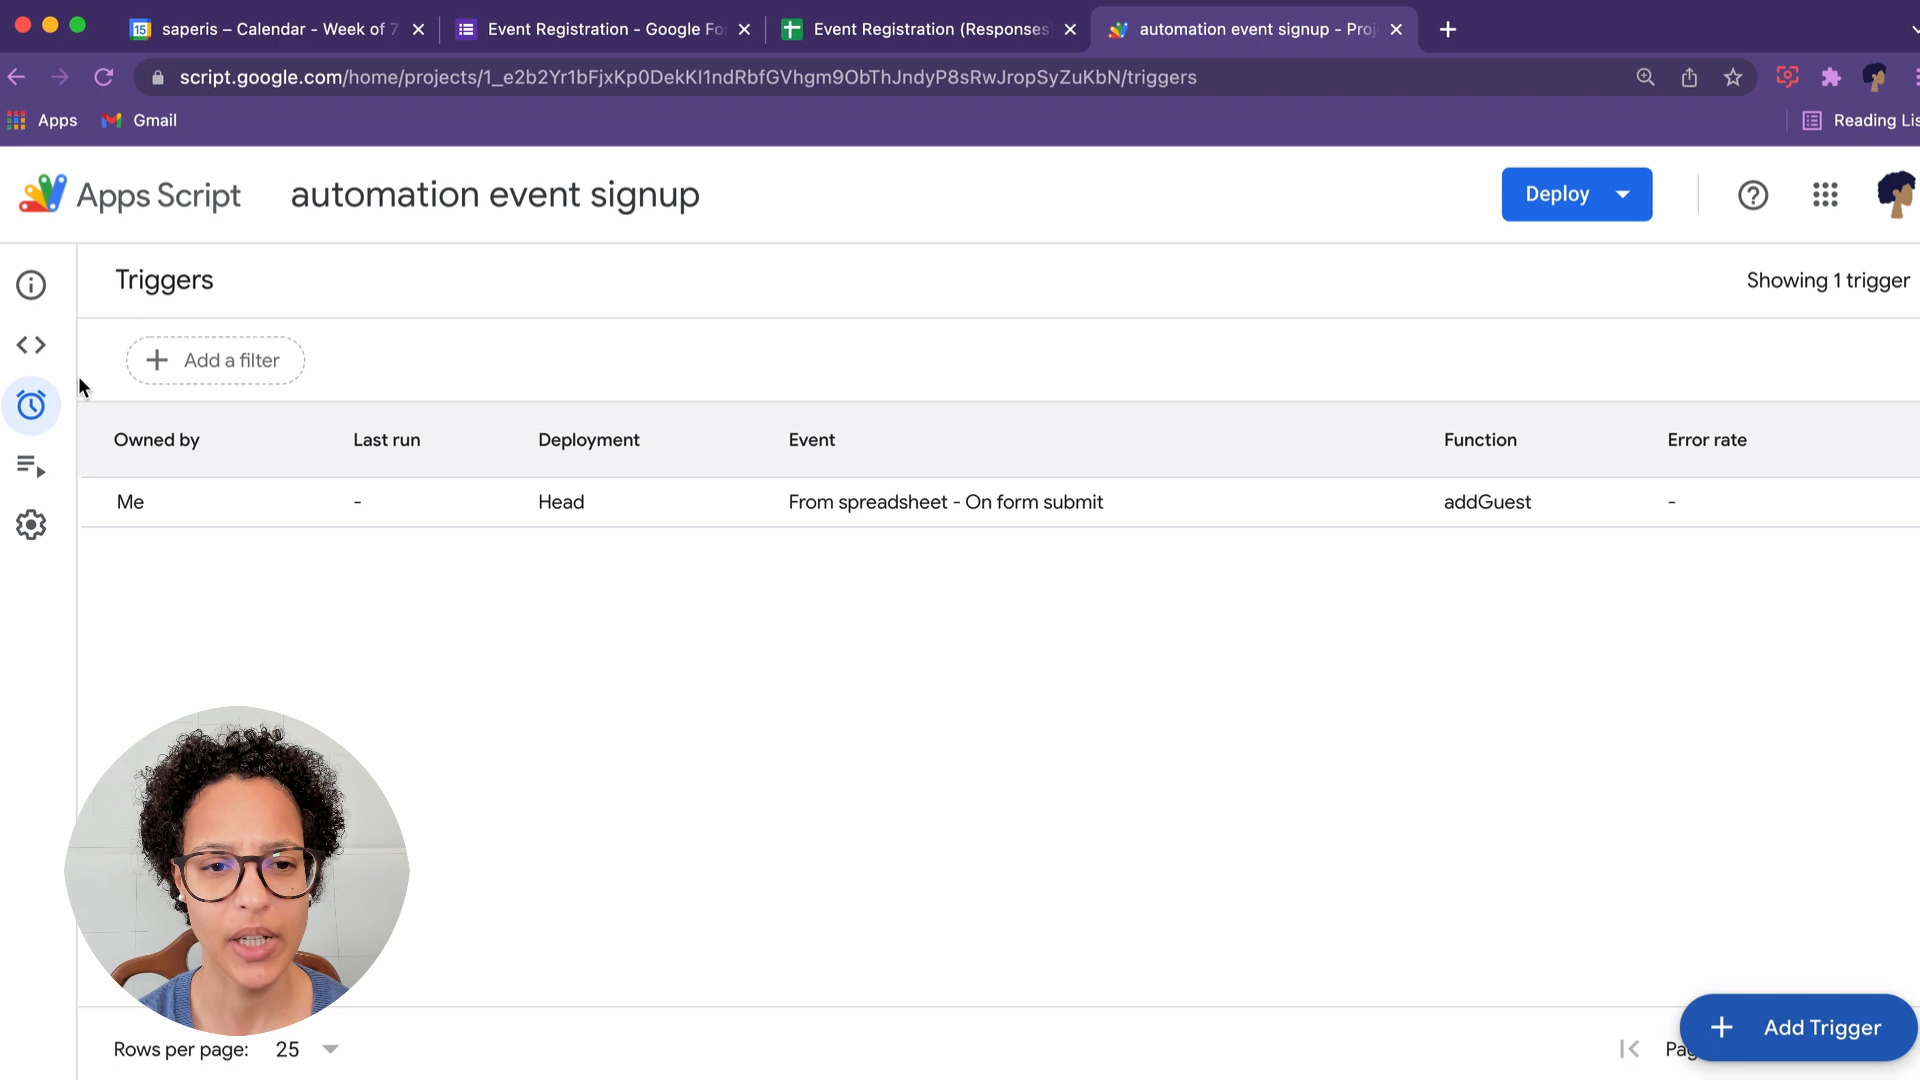 15 saperis – Calendar - Week of 7
Event Registration - Google Fo
Event Registration (Responses)
automation event signup - Proj
script.google.com/home/projects/1_e2b2Yr1bFjxKp0DekKI1ndRbfGVhgm9ObThJndyP8sRwJropSyZuKbN/triggers
Apps
Gmail
Reading Lis
Apps Script
automation event signup
Deploy
Triggers
Showing 1 trigger
Add a filter
Owned by
Last run
Deployment
Event
Function
Error rate
Me
-
Head
From spreadsheet - On form submit
addGuest
-
Rows per page: 25
Pag
Add Trigger